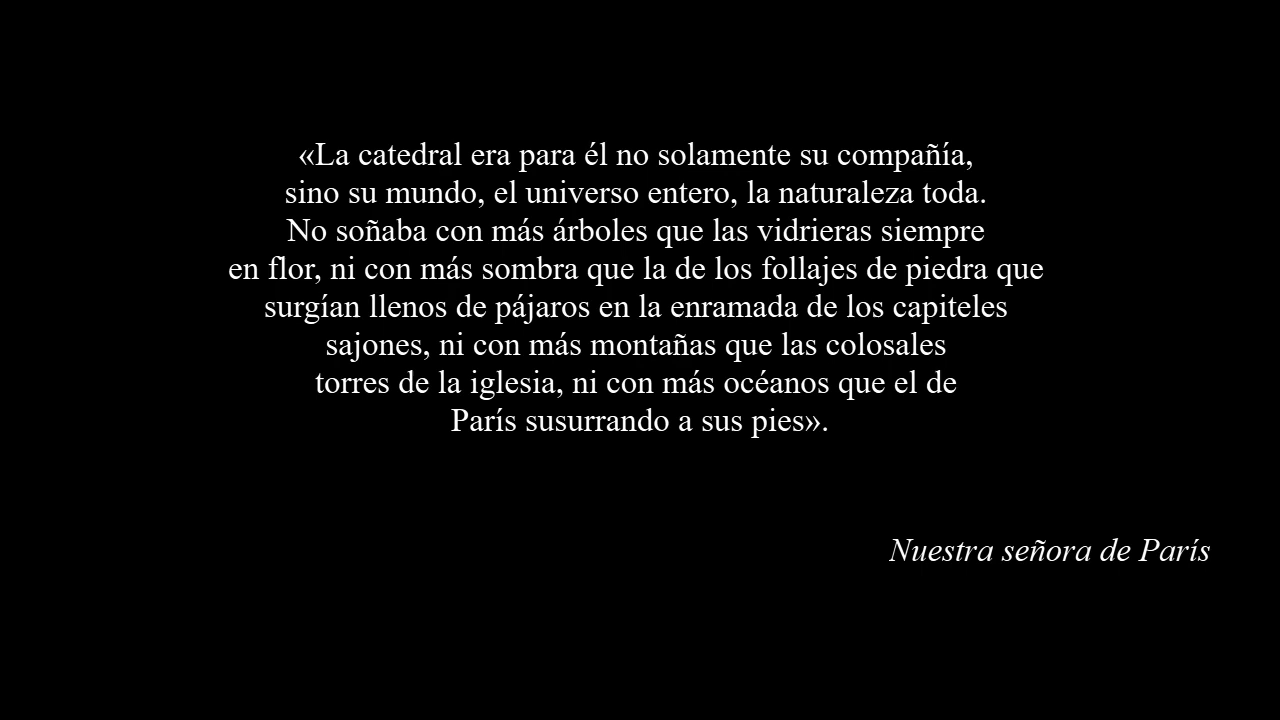 «La catedral era para él no solamente su compañía,
sino su mundo, el universo entero, la naturaleza toda.
No soñaba con más árboles que las vidrieras siempre
en flor, ni con más sombra que la de los follajes de piedra que
surgían llenos de pájaros en la enramada de los capiteles
sajones, ni con más montañas que las colosales
torres de la iglesia, ni con más océanos que el de
París susurrando a sus pies».
Nuestra señora de París